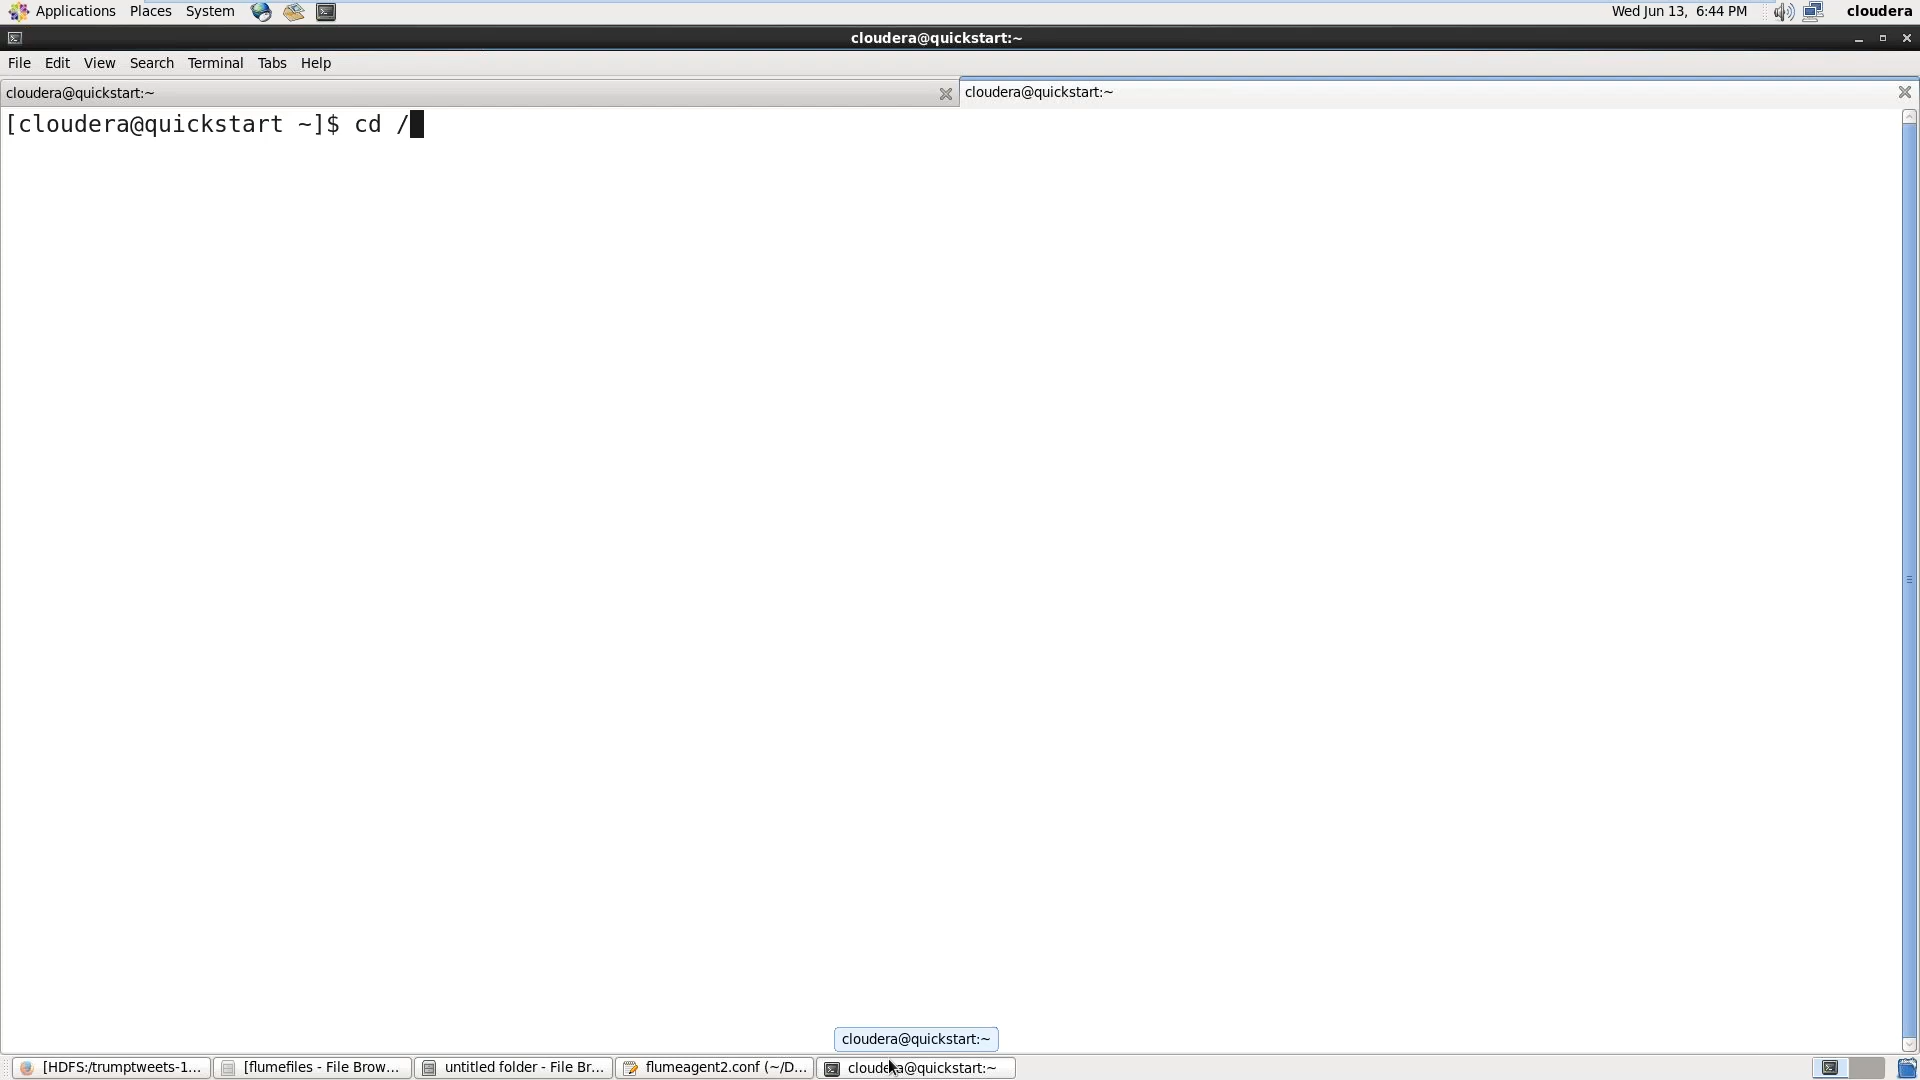 Applications Places System Wed Jun 13, 6:44 PM cloudera
cloudera@quickstart:~
File Edit View Search Terminal Tabs Help
cloudera@quickstart:~ cloudera@quickstart:~
[cloudera@quickstart ~]$ cd /
cloudera@quickstart:~
[HDFS:/trumptweets-1... [flumefiles - File Brow... untitled folder - File Br... flumeagent2.conf (~/D... cloudera@quickstart:~